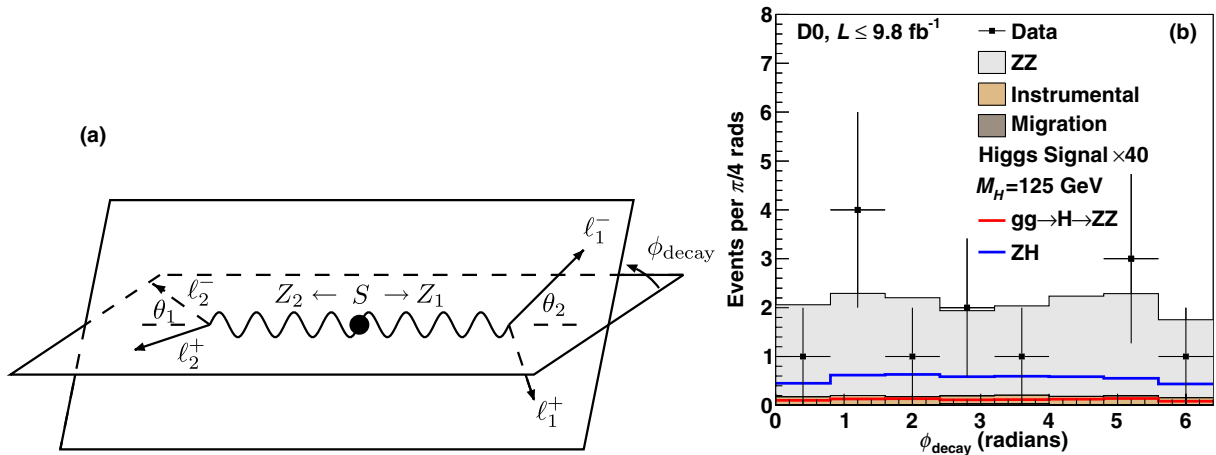 (a)
ℓ₁⁻
ϕdecay
ℓ₂⁻
Z₂ ← S → Z₁
θ₁
θ₂
ℓ₂⁺
ℓ₁⁺
(b)
D0, L ≤ 9.8 fb⁻¹
Data
ZZ
Instrumental
Migration
Higgs Signal ×40
M_H=125 GeV
gg→H→ZZ
ZH
Events per π/4 rads
8
7
6
5
4
3
2
1
0
0 1 2 3 4 5 6
ϕdecay (radians)